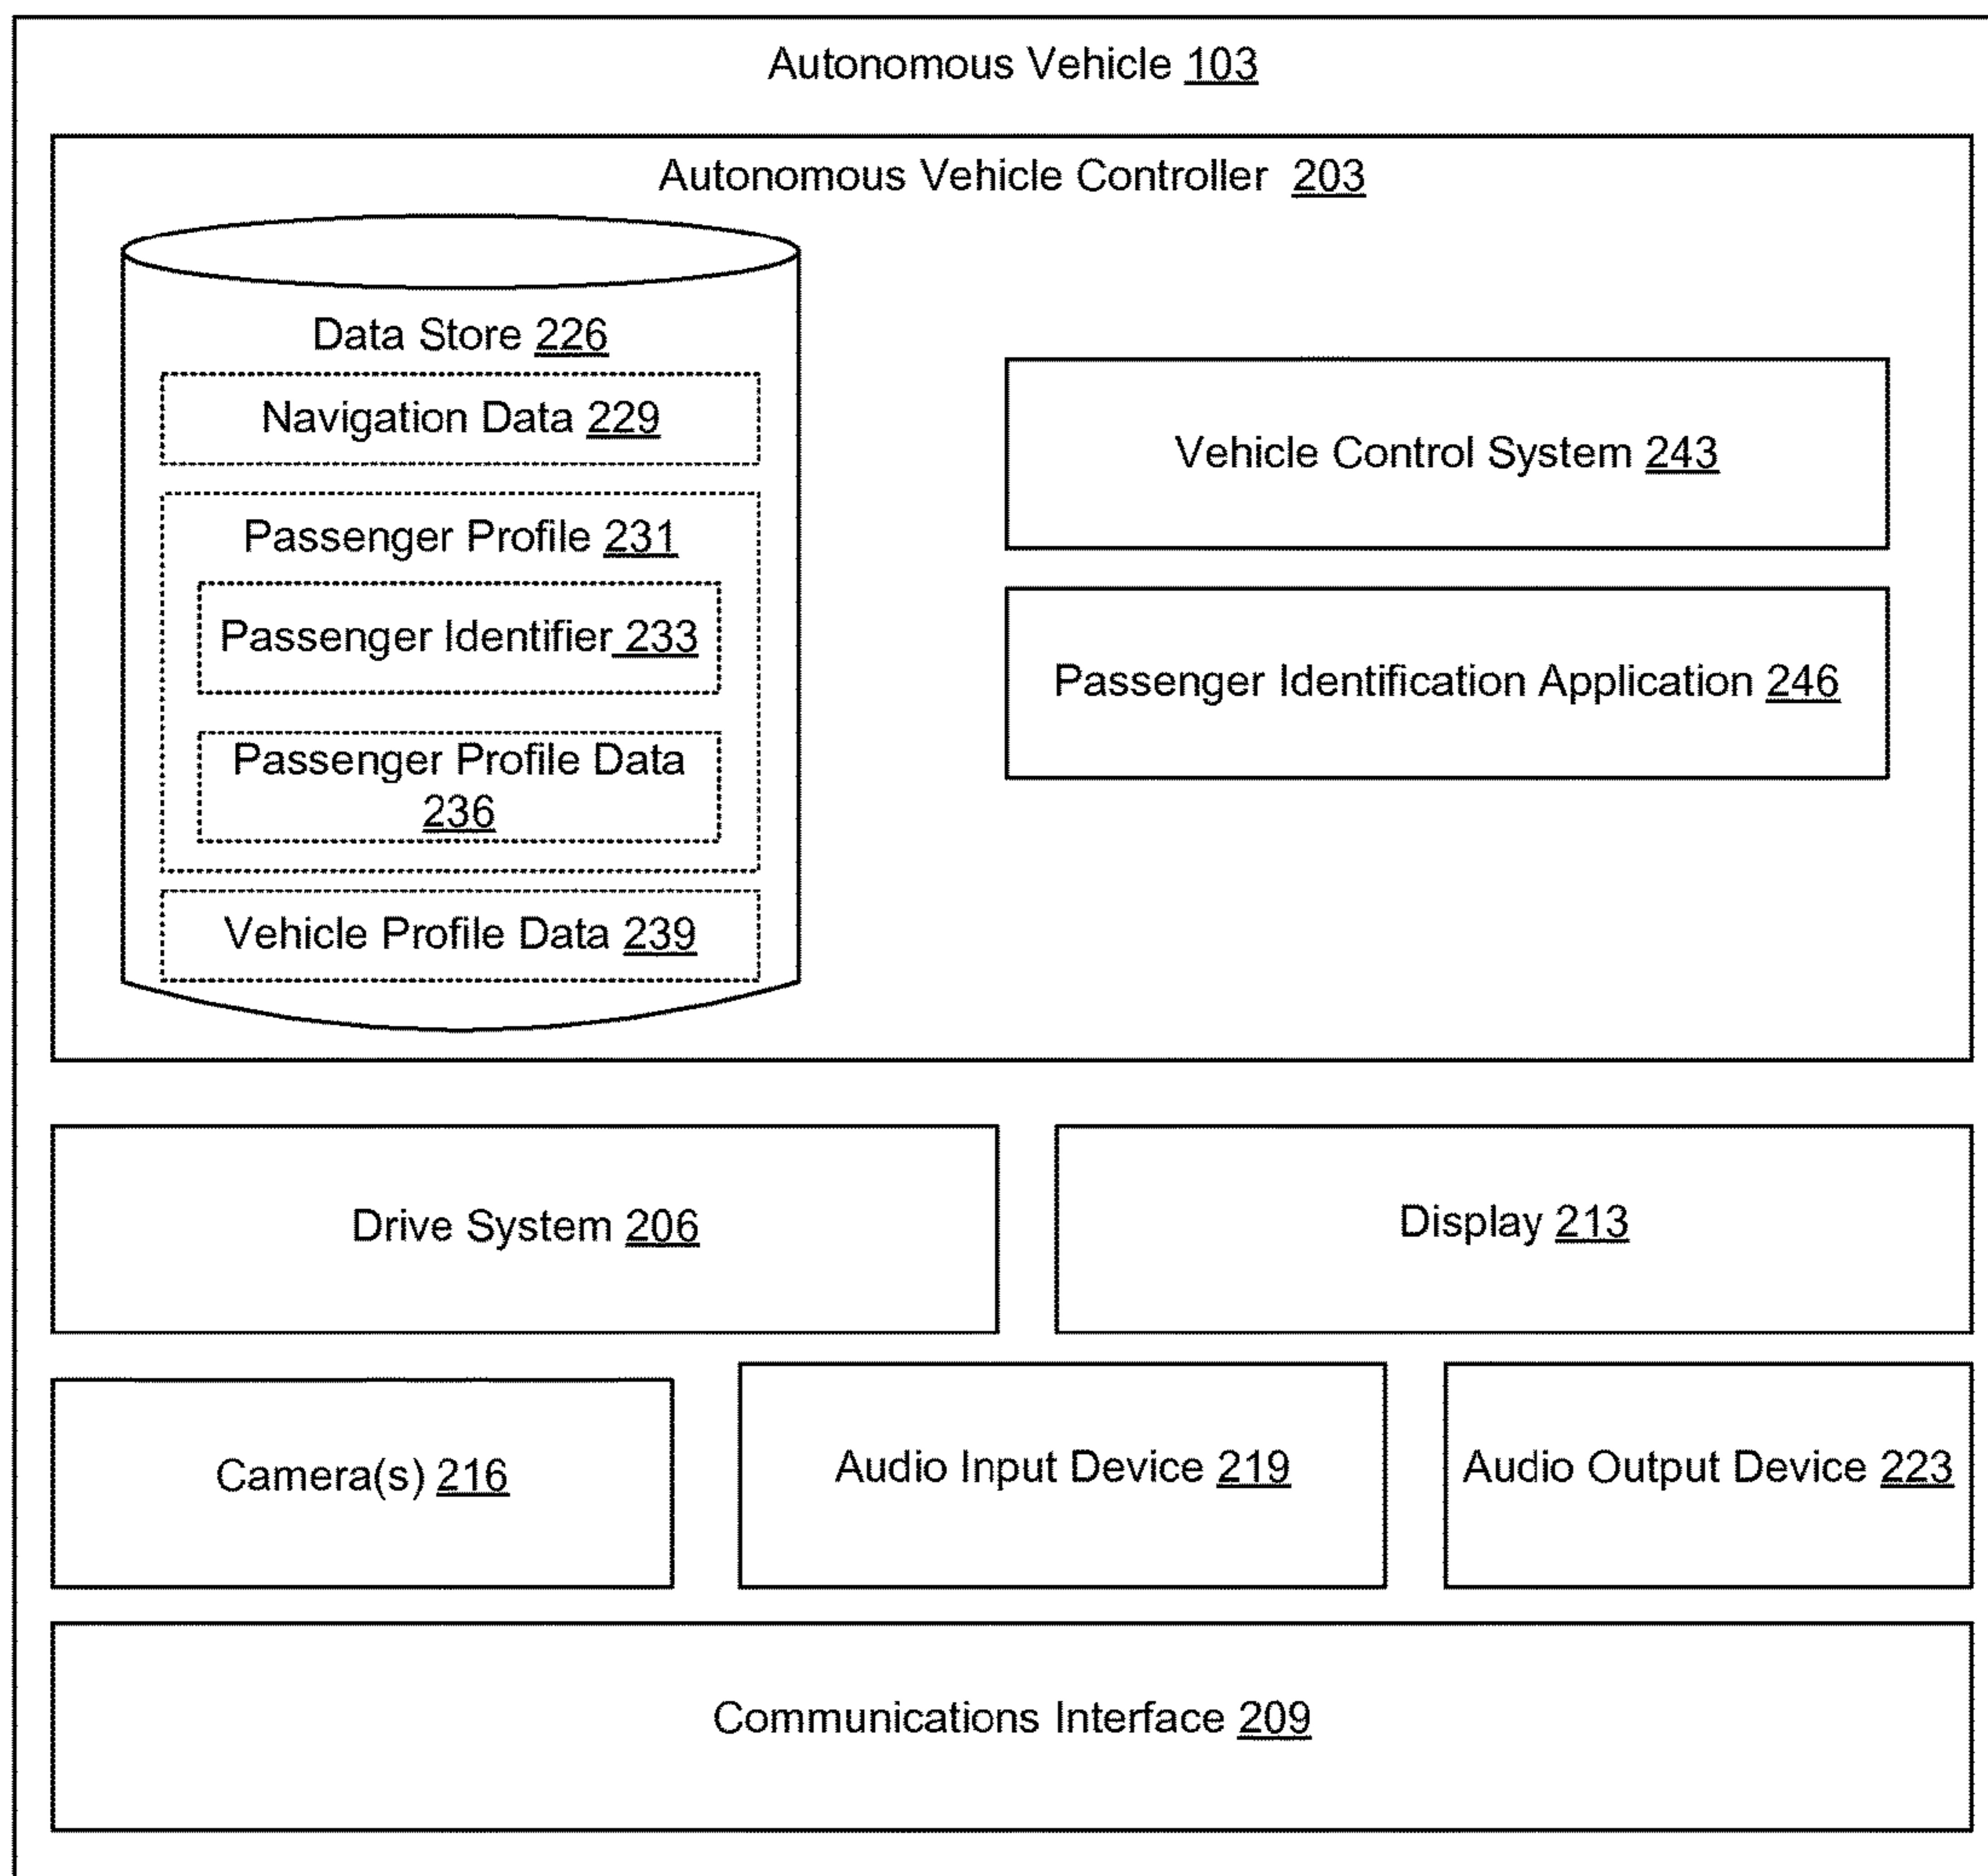 Autonomous Vehicle 103
Autonomous Vehicle Controller 203
Data Store 226
Navigation Data 229
Passenger Profile 231
Passenger Identifier 233
Passenger Profile Data
236
Vehicle Profile Data 239
Vehicle Control System 243
Passenger Identification Application 246
Drive System 206
Display 213
Camera(s) 216
Audio Input Device 219
Audio Output Device 223
Communications Interface 209